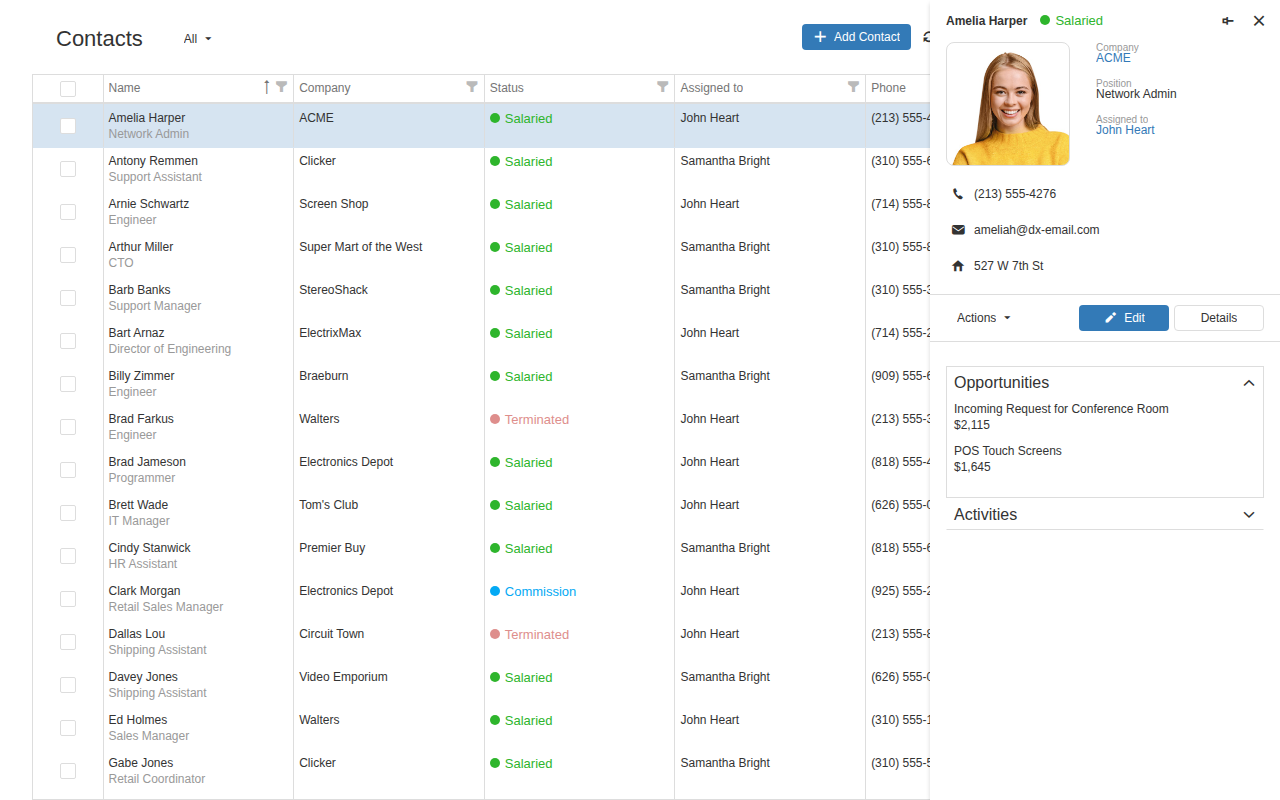 Contacts
All
Add Contact
Name
Company
Status
Assigned to
Phone
Amelia Harper
Network Admin
ACME
Salaried
John Heart
(213) 555-4
Antony Remmen
Support Assistant
Clicker
Salaried
Samantha Bright
(310) 555-6
Arnie Schwartz
Engineer
Screen Shop
Salaried
John Heart
(714) 555-8
Arthur Miller
CTO
Super Mart of the West
Salaried
Samantha Bright
(310) 555-8
Barb Banks
Support Manager
StereoShack
Salaried
Samantha Bright
(310) 555-3
Bart Arnaz
Director of Engineering
ElectrixMax
Salaried
John Heart
(714) 555-2
Billy Zimmer
Engineer
Braeburn
Salaried
Samantha Bright
(909) 555-6
Brad Farkus
Engineer
Walters
Terminated
John Heart
(213) 555-3
Brad Jameson
Programmer
Electronics Depot
Salaried
John Heart
(818) 555-4
Brett Wade
IT Manager
Tom's Club
Salaried
John Heart
(626) 555-0
Cindy Stanwick
HR Assistant
Premier Buy
Salaried
Samantha Bright
(818) 555-6
Clark Morgan
Retail Sales Manager
Electronics Depot
Commission
John Heart
(925) 555-2
Dallas Lou
Shipping Assistant
Circuit Town
Terminated
John Heart
(213) 555-8
Davey Jones
Shipping Assistant
Video Emporium
Salaried
Samantha Bright
(626) 555-0
Ed Holmes
Sales Manager
Walters
Salaried
John Heart
(310) 555-1
Gabe Jones
Retail Coordinator
Clicker
Salaried
Samantha Bright
(310) 555-5
Amelia Harper
Salaried
Company
ACME
Position
Network Admin
Assigned to
John Heart
(213) 555-4276
ameliah@dx-email.com
527 W 7th St
Actions
Edit
Details
Opportunities
Incoming Request for Conference Room
$2,115
POS Touch Screens
$1,645
Activities